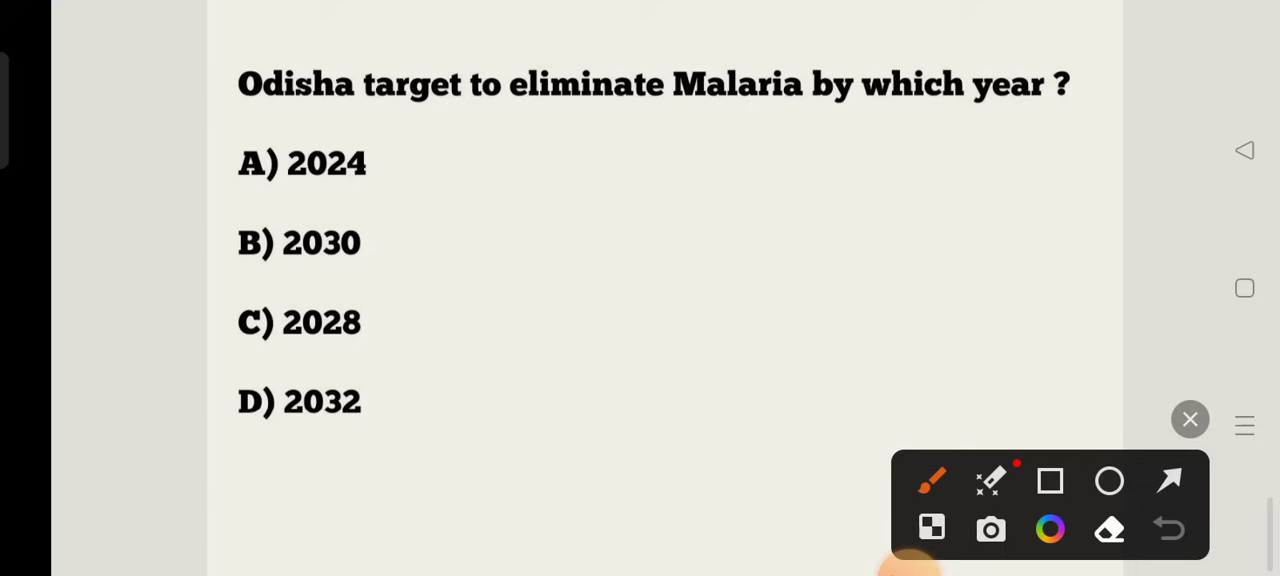 Odisha target to eliminate Malaria by which year ?
A) 2024
B) 2030
C) 2028
D) 2032